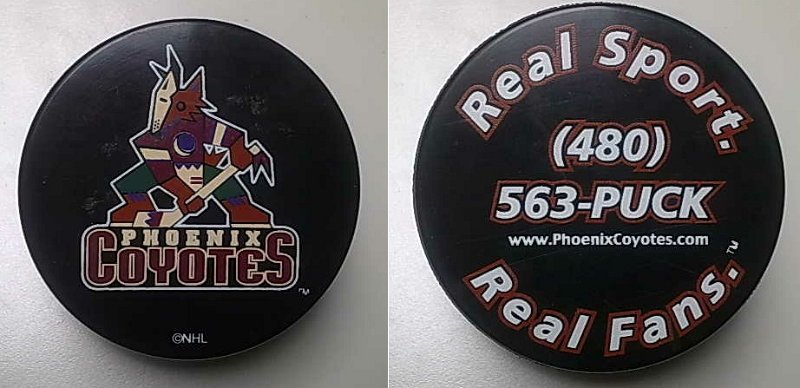 PHOENIX
COYOTES
TM
©NHL
Real Sport.
(480)
563-PUCK
www.PhoenixCoyotes.com
Real Fans.™